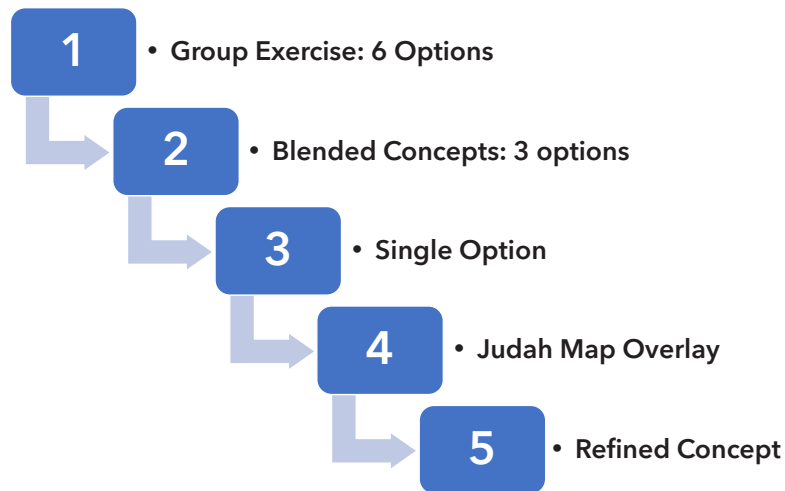 1
• Group Exercise: 6 Options
2
• Blended Concepts: 3 options
3
• Single Option
4
• Judah Map Overlay
5
• Refined Concept